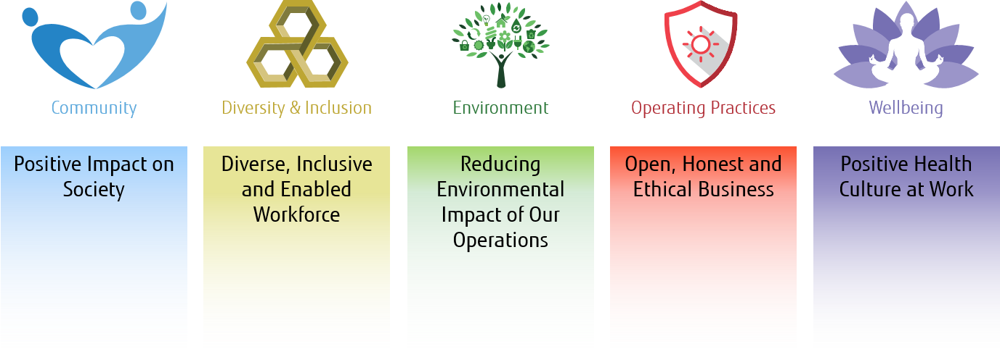 Community
Diversity & Inclusion
Environment
Operating Practices
Wellbeing
Positive Impact on
Society
Diverse, Inclusive
and Enabled
Workforce
Reducing
Environmental
Impact of Our
Operations
Open, Honest and
Ethical Business
Positive Health
Culture at Work